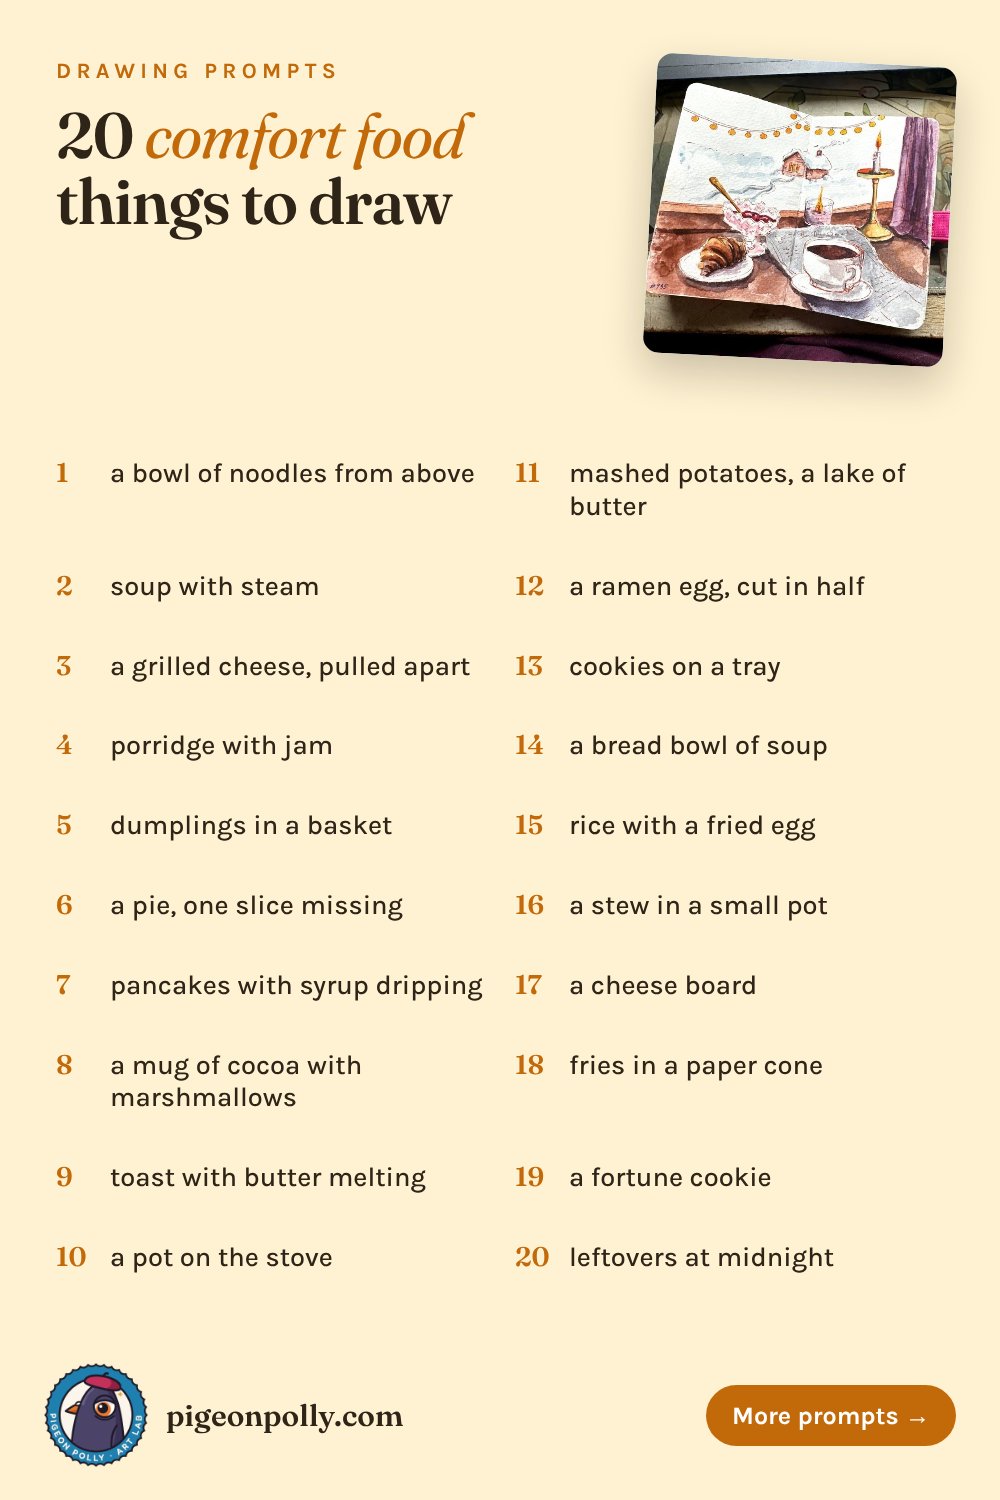 DRAWING PROMPTS
20 comfort food
things to draw
1 a bowl of noodles from above
2 soup with steam
3 a grilled cheese, pulled apart
4 porridge with jam
5 dumplings in a basket
6 a pie, one slice missing
7 pancakes with syrup dripping
8 a mug of cocoa with
marshmallows
9 toast with butter melting
10 a pot on the stove
11 mashed potatoes, a lake of
butter
12 a ramen egg, cut in half
13 cookies on a tray
14 a bread bowl of soup
15 rice with a fried egg
16 a stew in a small pot
17 a cheese board
18 fries in a paper cone
19 a fortune cookie
20 leftovers at midnight
PIGEON POLLY · ART LAB
pigeonpolly.com
More prompts →